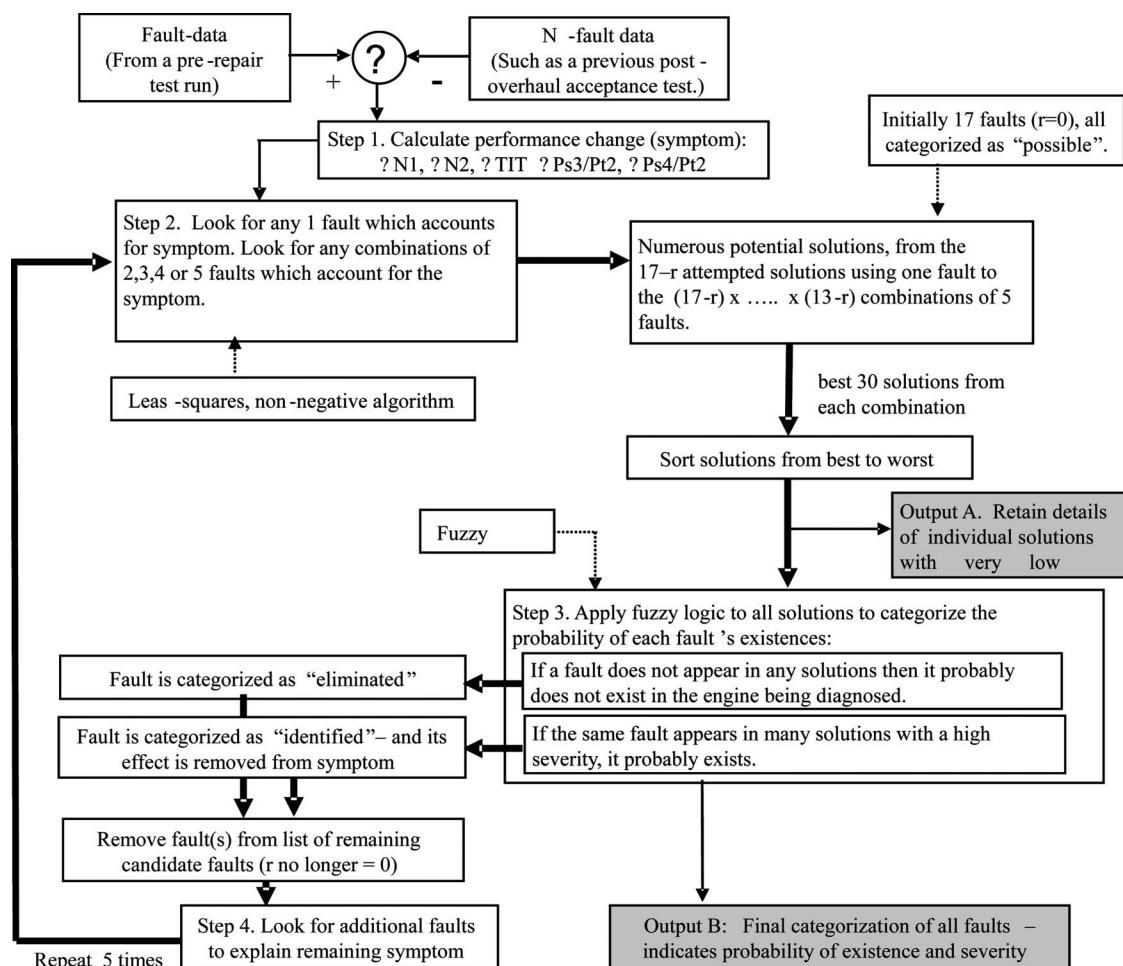 Fault-data
(From a pre-repair
test run)
?
+
-
N -fault data
(Such as a previous post -
overhaul acceptance test.)
Initially 17 faults (r=0), all
categorized as “possible”.
Step 1. Calculate performance change (symptom):
? N1, ? N2, ? TIT ? Ps3/Pt2, ? Ps4/Pt2
Step 2. Look for any 1 fault which accounts
for symptom. Look for any combinations of
2,3,4 or 5 faults which account for the
symptom.
Numerous potential solutions, from the
17–r attempted solutions using one fault to
the (17-r) x ….. x (13-r) combinations of 5
faults.
Leas -squares, non -negative algorithm
best 30 solutions from
each combination
Sort solutions from best to worst
Output A. Retain details
of individual solutions
with very low
Fuzzy
Step 3. Apply fuzzy logic to all solutions to categorize the
probability of each fault ’s existences:
If a fault does not appear in any solutions then it probably
does not exist in the engine being diagnosed.
Fault is categorized as “eliminated”
If the same fault appears in many solutions with a high
severity, it probably exists.
Fault is categorized as “identified”– and its
effect is removed from symptom
Remove fault(s) from list of remaining
candidate faults (r no longer = 0)
Step 4. Look for additional faults
to explain remaining symptom
Repeat 5 times
Output B: Final categorization of all faults –
indicates probability of existence and severity